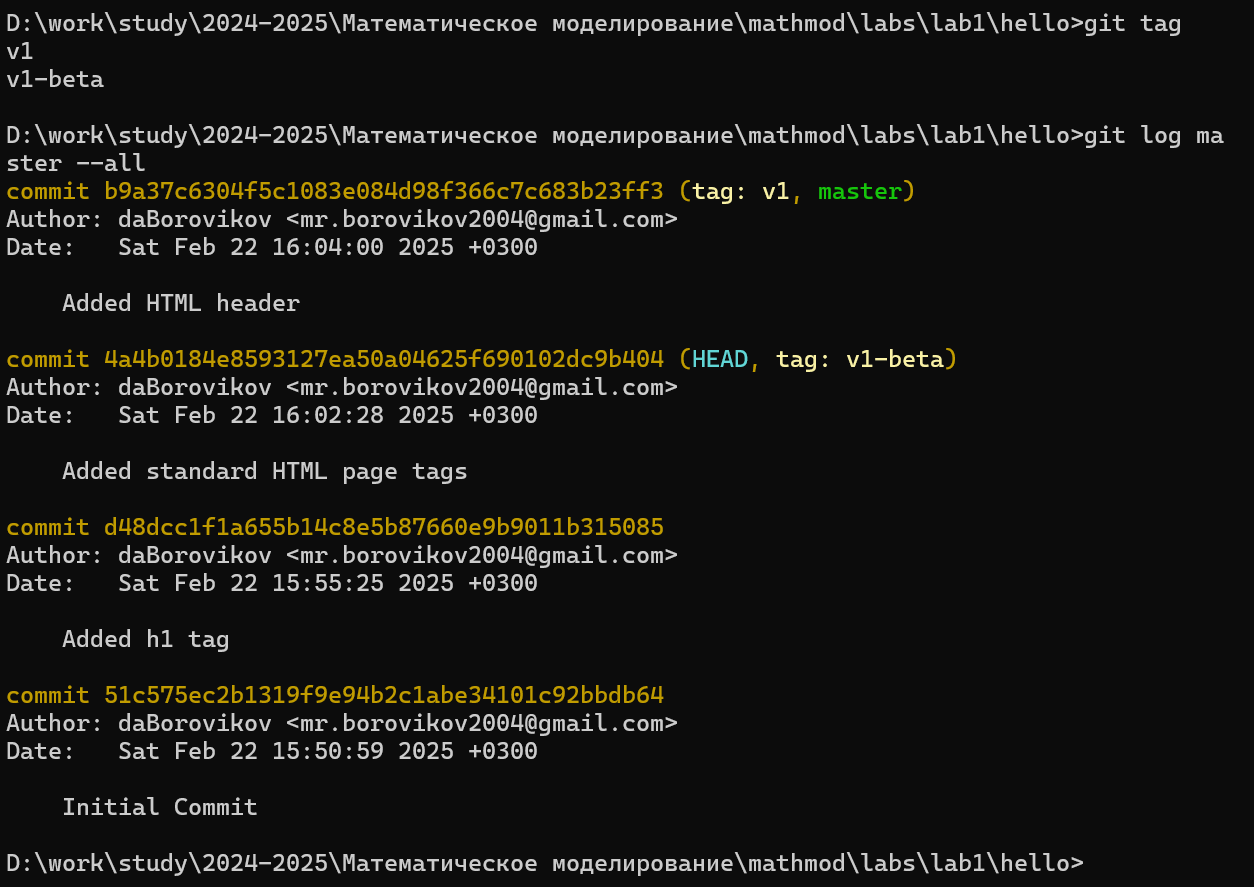 D:\work\study\2024-2025\Математическое моделирование\mathmod\labs\lab1\hello>git tag
v1
v1-beta
D:\work\study\2024-2025\Математическое моделирование\mathmod\labs\lab1\hello>git log ma
ster --all
commit b9a37c6304f5c1083e084d98f366c7c683b23ff3 (tag: v1, master)
Author: daBorovikov <mr.borovikov2004@gmail.com>
Date:   Sat Feb 22 16:04:00 2025 +0300
    Added HTML header
commit 4a4b0184e8593127ea50a04625f690102dc9b404 (HEAD, tag: v1-beta)
Author: daBorovikov <mr.borovikov2004@gmail.com>
Date:   Sat Feb 22 16:02:28 2025 +0300
    Added standard HTML page tags
commit d48dcc1f1a655b14c8e5b87660e9b9011b315085
Author: daBorovikov <mr.borovikov2004@gmail.com>
Date:   Sat Feb 22 15:55:25 2025 +0300
    Added h1 tag
commit 51c575ec2b1319f9e94b2c1abe34101c92bbdb64
Author: daBorovikov <mr.borovikov2004@gmail.com>
Date:   Sat Feb 22 15:50:59 2025 +0300
    Initial Commit
D:\work\study\2024-2025\Математическое моделирование\mathmod\labs\lab1\hello>